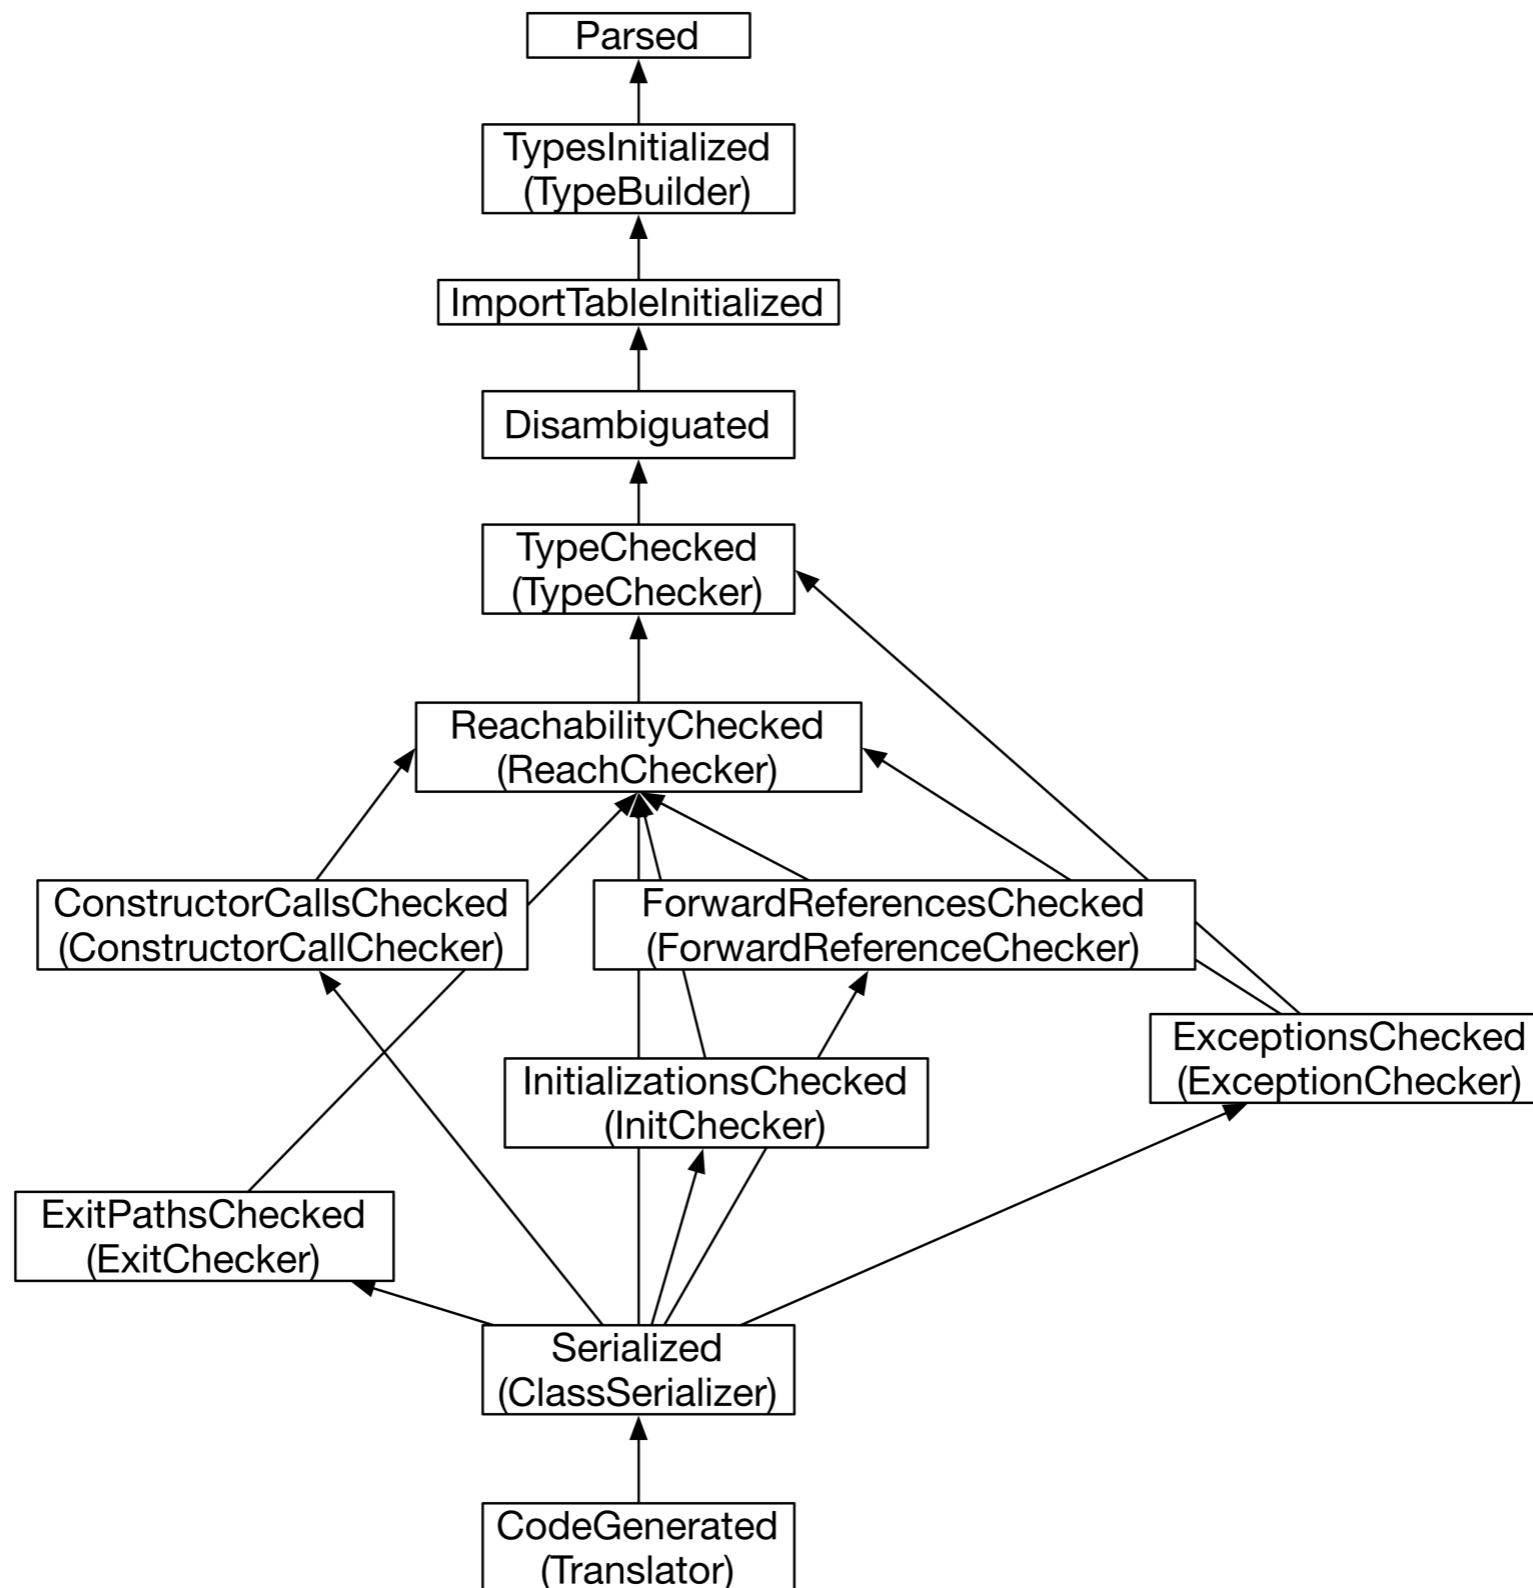 Parsed
TypesInitialized
(TypeBuilder)
ImportTableInitialized
Disambiguated
TypeChecked
(TypeChecker)
ReachabilityChecked
(ReachChecker)
ConstructorCallsChecked
(ConstructorCallChecker)
ForwardReferencesChecked
(ForwardReferenceChecker)
ExceptionsChecked
(ExceptionChecker)
InitializationsChecked
(InitChecker)
ExitPathsChecked
(ExitChecker)
Serialized
(ClassSerializer)
CodeGenerated
(Translator)